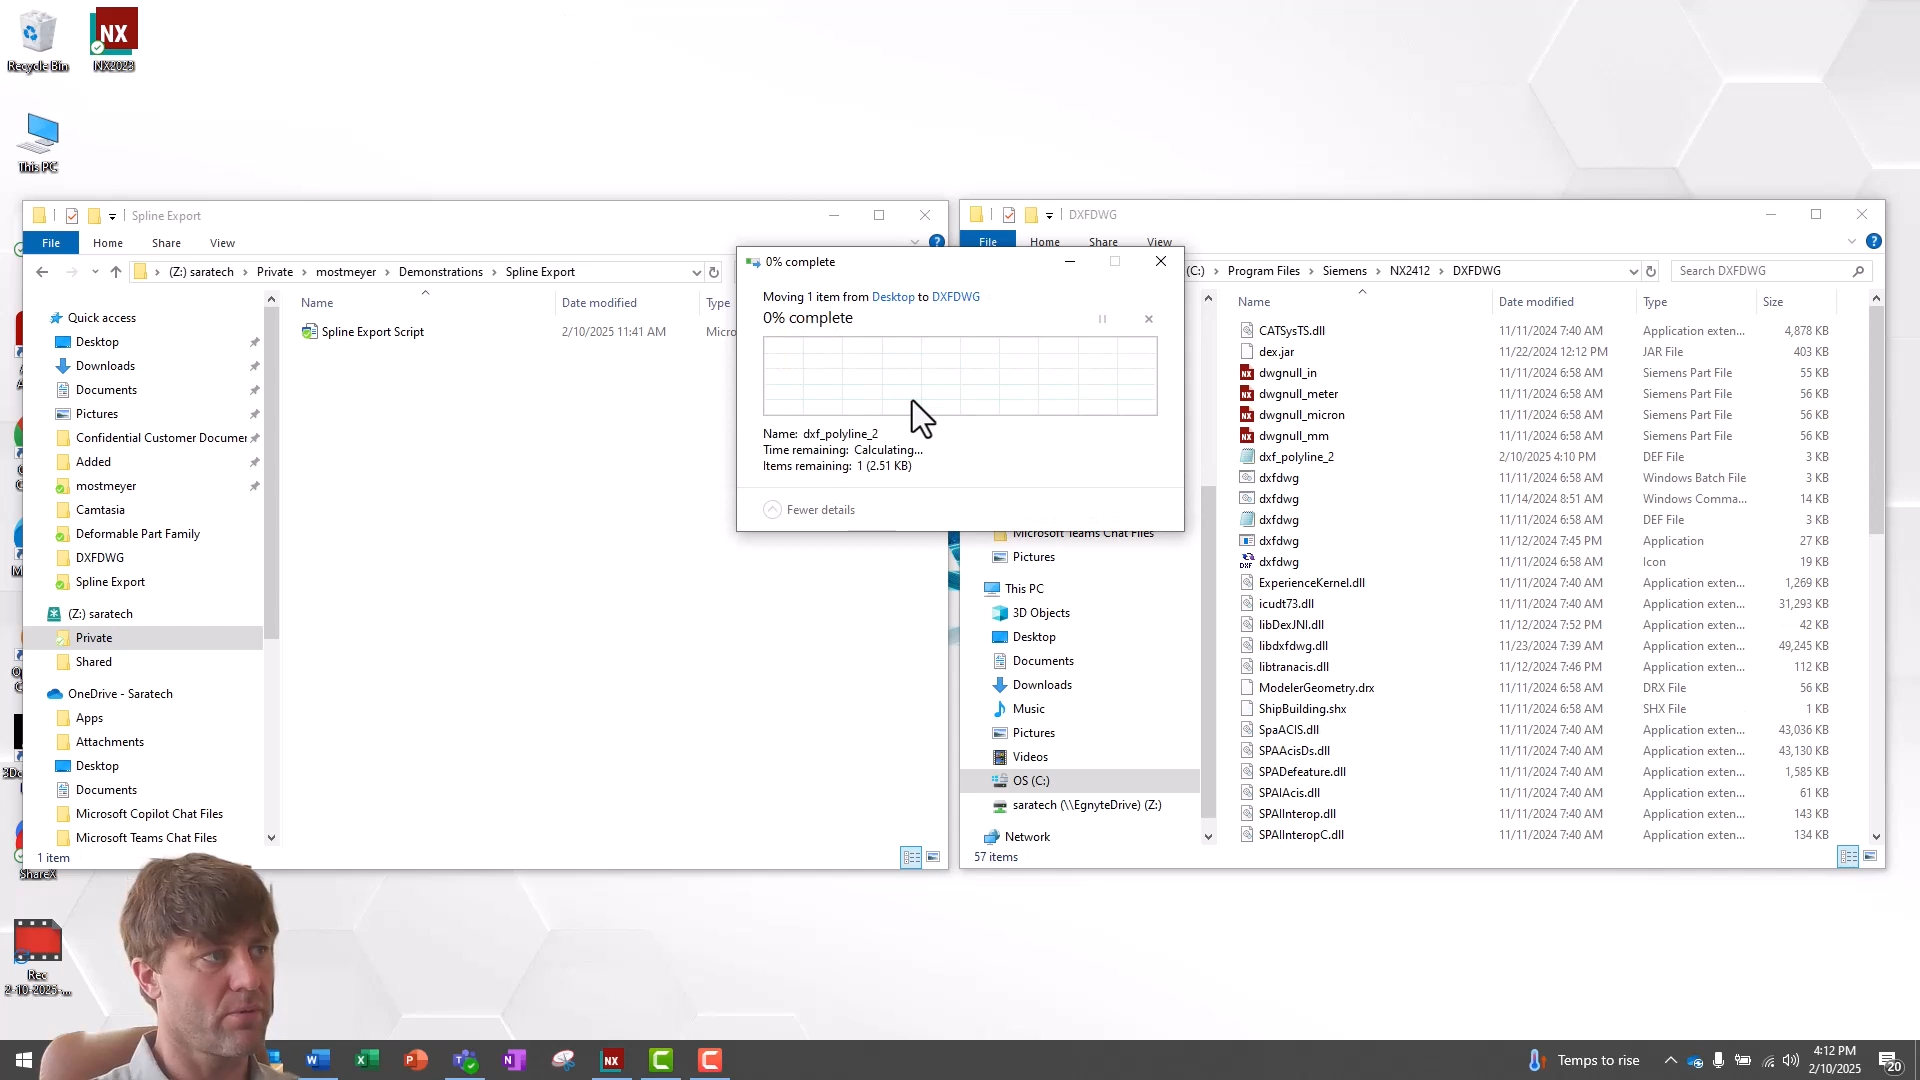 Recycle Bin
NX
NX2023
This PC
Spline Export
File
Home
Share
View
(Z:) saratech
Private
mostmeyer
Demonstrations
Spline Export
Quick access
Desktop
Downloads
Documents
Pictures
Confidential Customer Documer
Added
mostmeyer
Camtasia
Deformable Part Family
DXFDWG
Spline Export
(Z:) saratech
Private
Shared
OneDrive - Saratech
Apps
Attachments
Desktop
Documents
Microsoft Copilot Chat Files
Microsoft Teams Chat Files
1 item
Name
Date modified
Type
Spline Export Script
2/10/2025 11:41 AM
Micro
0% complete
Moving 1 item from Desktop to DXFDWG
0% complete
Name: dxf_polyline_2
Time remaining: Calculating...
Items remaining: 1 (2.51 KB)
Fewer details
DXFDWG
File
Home
Share
View
(C:)
Program Files
Siemens
NX2412
DXFDWG
Search DXFDWG
Microsoft Teams Chat Files
Pictures
This PC
3D Objects
Desktop
Documents
Downloads
Music
Pictures
Videos
OS (C:)
saratech (\\EgnyteDrive) (Z:)
Network
57 items
Name Date modified Type Size
CATSysTS.dll 11/11/2024 7:40 AM Application exten... 4,878 KB
dex.jar 11/22/2024 12:12 PM JAR File 403 KB
dwgnull_in 11/11/2024 6:58 AM Siemens Part File 55 KB
dwgnull_meter 11/11/2024 6:58 AM Siemens Part File 56 KB
dwgnull_micron 11/11/2024 6:58 AM Siemens Part File 56 KB
dwgnull_mm 11/11/2024 6:58 AM Siemens Part File 56 KB
dxf_polyline_2 2/10/2025 4:10 PM DEF File 3 KB
dxfdwg 11/11/2024 6:58 AM Windows Batch File 3 KB
dxfdwg 11/14/2024 8:51 AM Windows Comma... 14 KB
dxfdwg 11/11/2024 6:58 AM DEF File 3 KB
dxfdwg 11/12/2024 7:45 PM Application 27 KB
dxfdwg 11/11/2024 6:58 AM Icon 19 KB
ExperienceKernel.dll 11/11/2024 7:40 AM Application exten... 1,269 KB
icudt73.dll 11/11/2024 7:40 AM Application exten... 31,293 KB
libDexJNI.dll 11/12/2024 7:52 PM Application exten... 42 KB
libdxfdwg.dll 11/23/2024 7:39 AM Application exten... 49,245 KB
libtranacis.dll 11/12/2024 7:46 PM Application exten... 112 KB
ModelerGeometry.drx 11/11/2024 6:58 AM DRX File 56 KB
ShipBuilding.shx 11/11/2024 6:58 AM SHX File 1 KB
SpaACIS.dll 11/11/2024 7:40 AM Application exten... 43,036 KB
SPAAcisDs.dll 11/11/2024 7:40 AM Application exten... 43,130 KB
SPADefeature.dll 11/11/2024 7:40 AM Application exten... 1,585 KB
SPAIAcis.dll 11/11/2024 7:40 AM Application exten... 61 KB
SPAIInterop.dll 11/11/2024 7:40 AM Application exten... 143 KB
SPAIInteropC.dll 11/11/2024 7:40 AM Application exten... 134 KB
ShareX
Rec
2-10-2025-...
NX
Temps to rise
4:12 PM
2/10/2025
20